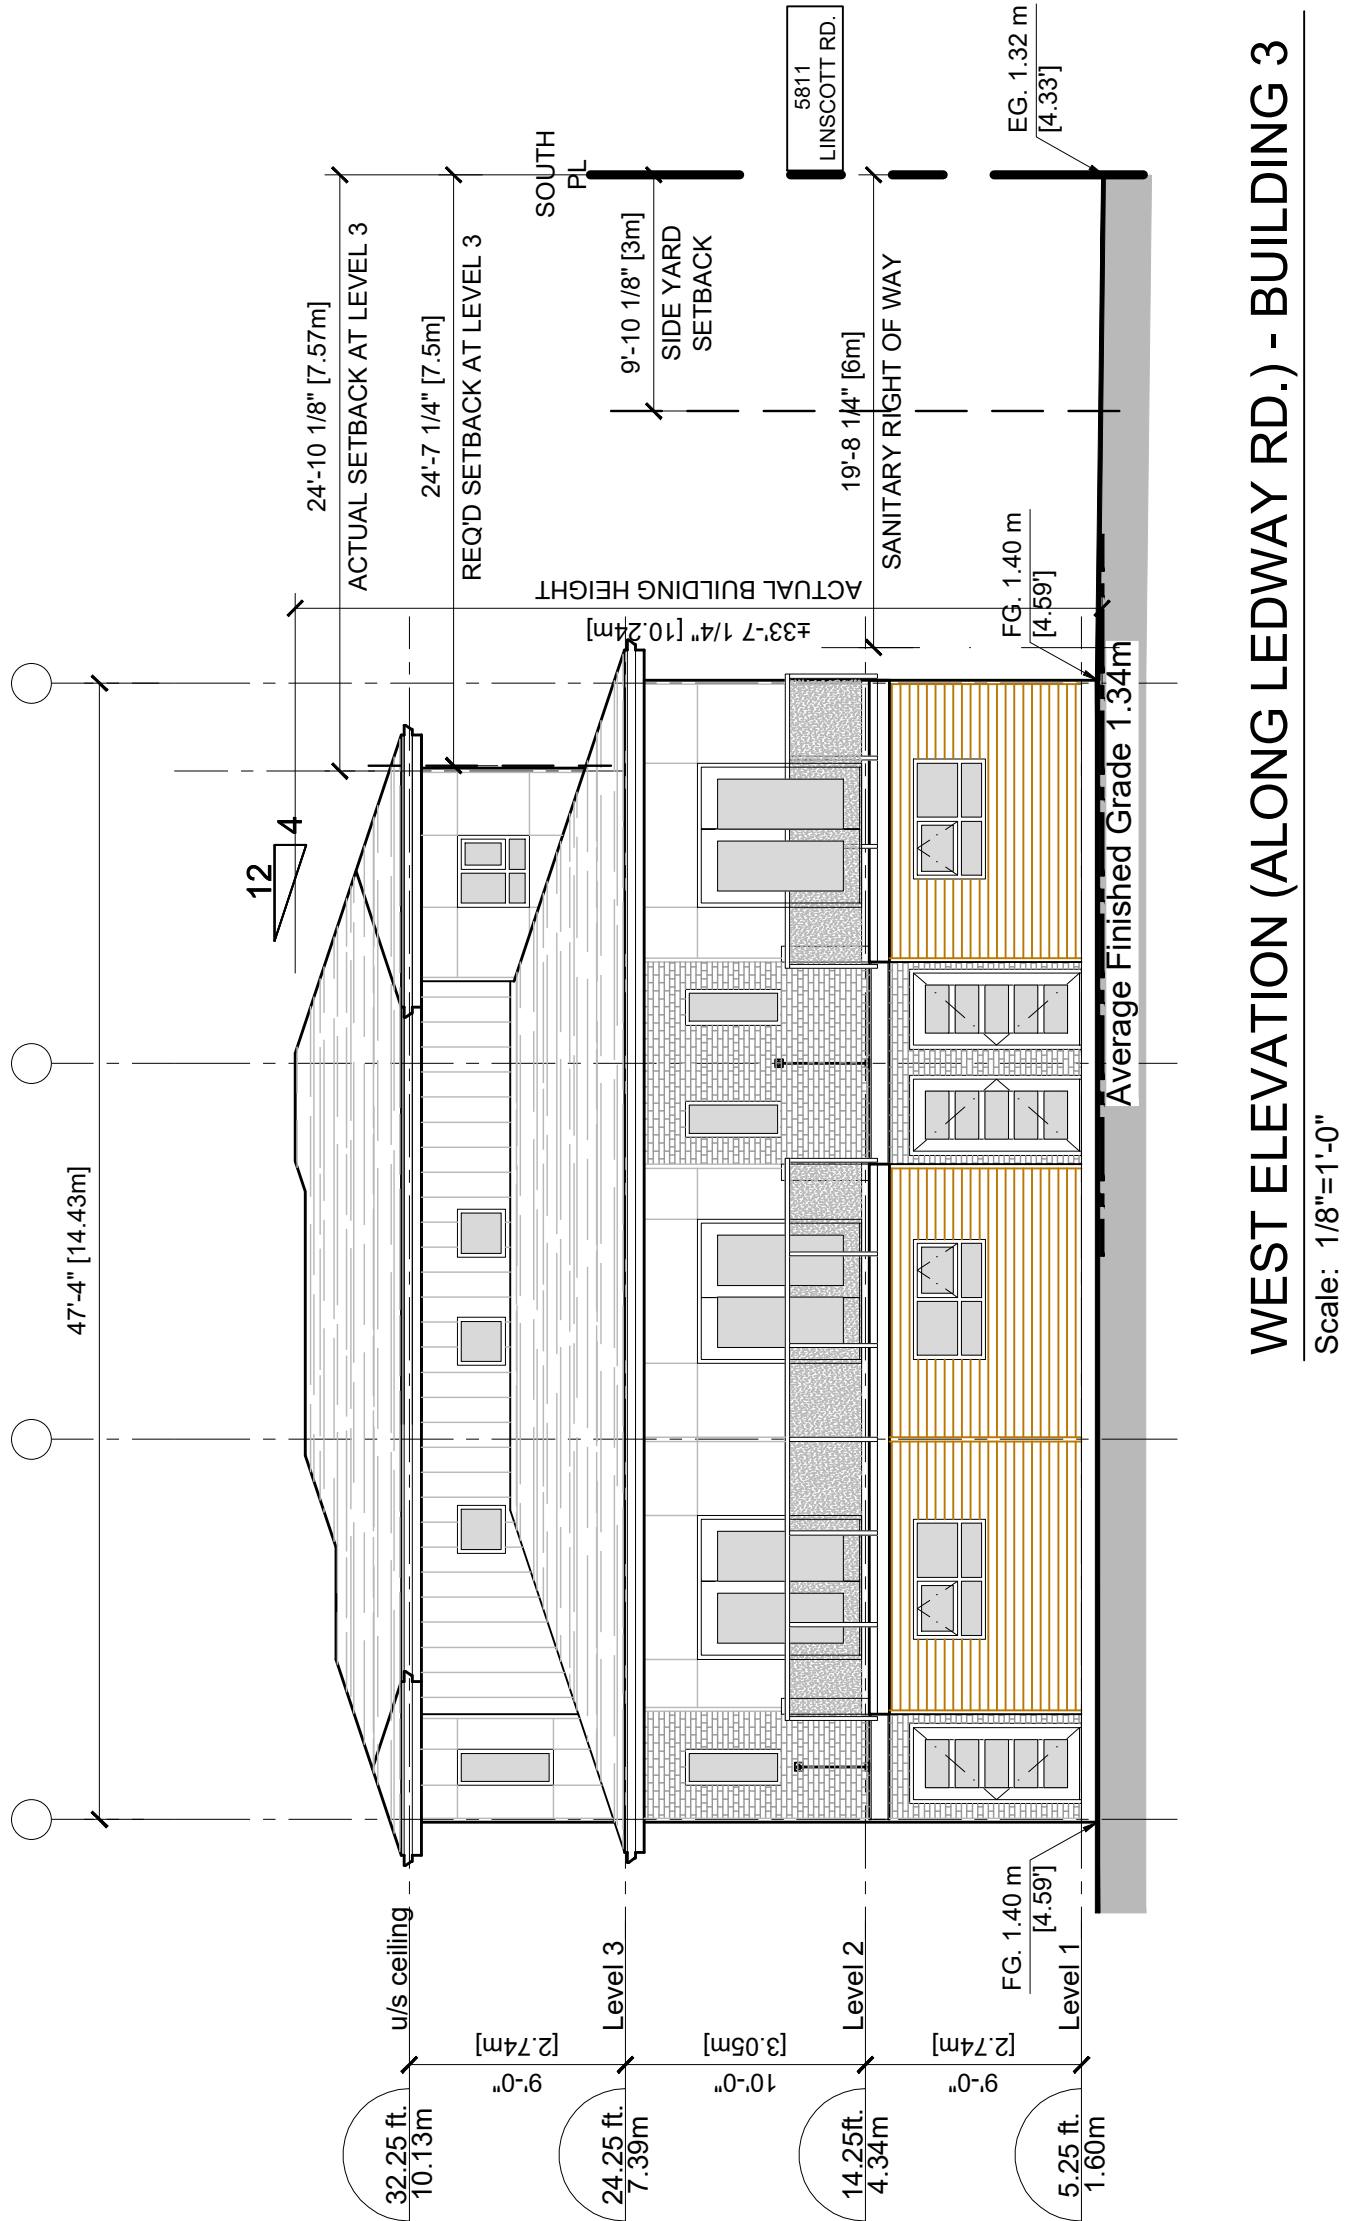 47'-4" [14.43m]
12
4
24'-10 1/8" [7.57m]
ACTUAL SETBACK AT LEVEL 3
24'-7 1/4" [7.5m]
REQ'D SETBACK AT LEVEL 3
SOUTH
PL
9'-10 1/8" [3m]
SIDE YARD
SETBACK
5811
LINSCOTT RD.
19'-8 1/4" [6m]
SANITARY RIGHT OF WAY
ACTUAL BUILDING HEIGHT
±33'-7 1/4" [10.24m]
EG. 1.32 m
[4.33']
FG. 1.40 m
[4.59']
Average Finished Grade 1.34m
FG. 1.40 m
[4.59']
u/s ceiling
32.25 ft.
10.13m
9'-0"
[2.74m]
Level 3
24.25 ft.
7.39m
10'-0"
[3.05m]
Level 2
14.25ft.
4.34m
9'-0"
[2.74m]
Level 1
5.25 ft.
1.60m
WEST ELEVATION (ALONG LEDWAY RD.) - BUILDING 3
Scale: 1/8"=1'-0"